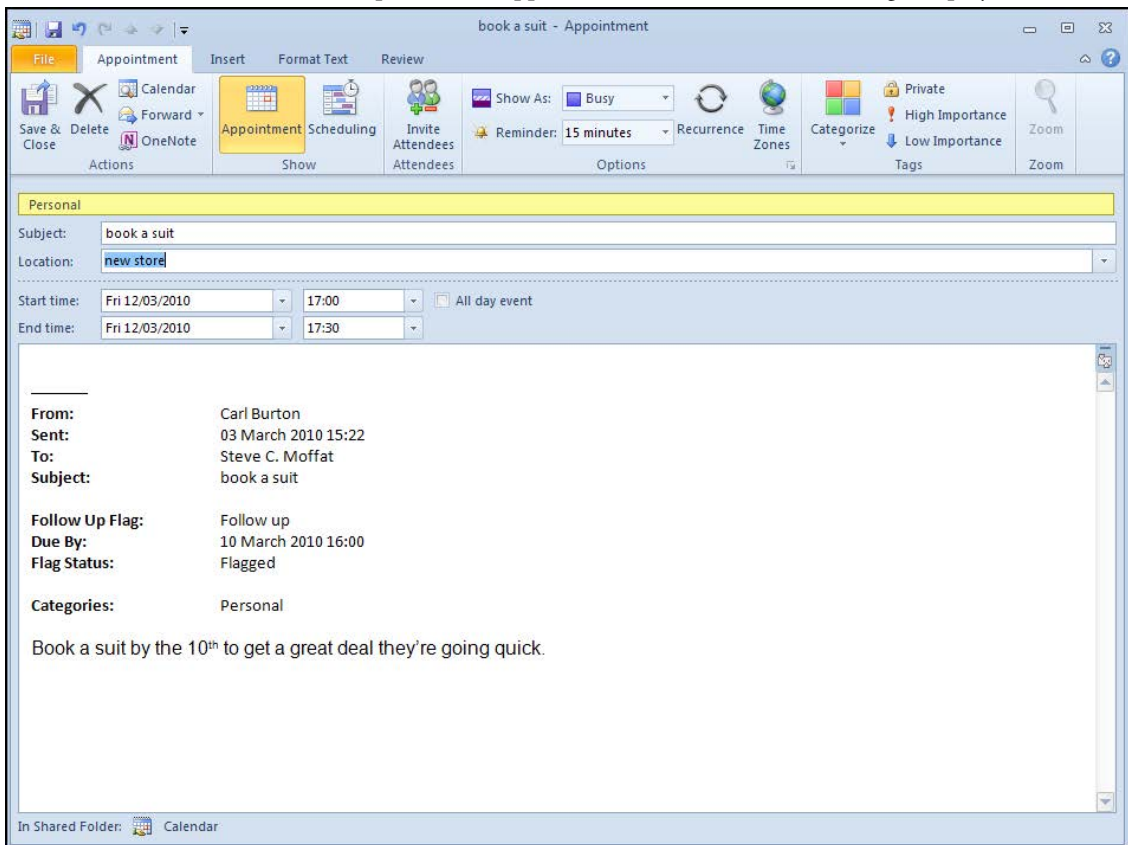 book a suit - Appointment
File Appointment Insert Format Text Review
Save & Close Delete Calendar Forward OneNote Appointment Scheduling Invite Attendees Show As: Busy Reminder: 15 minutes Recurrence Time Zones Categorize Private High Importance Low Importance Zoom
Actions Show Attendees Options Tags Zoom
Personal
Subject: book a suit
Location: new store
Start time: Fri 12/03/2010 17:00 All day event
End time: Fri 12/03/2010 17:30
From: Carl Burton
Sent: 03 March 2010 15:22
To: Steve C. Moffat
Subject: book a suit
Follow Up Flag: Follow up
Due By: 10 March 2010 16:00
Flag Status: Flagged
Categories: Personal
Book a suit by the 10th to get a great deal they're going quick.
In Shared Folder: Calendar